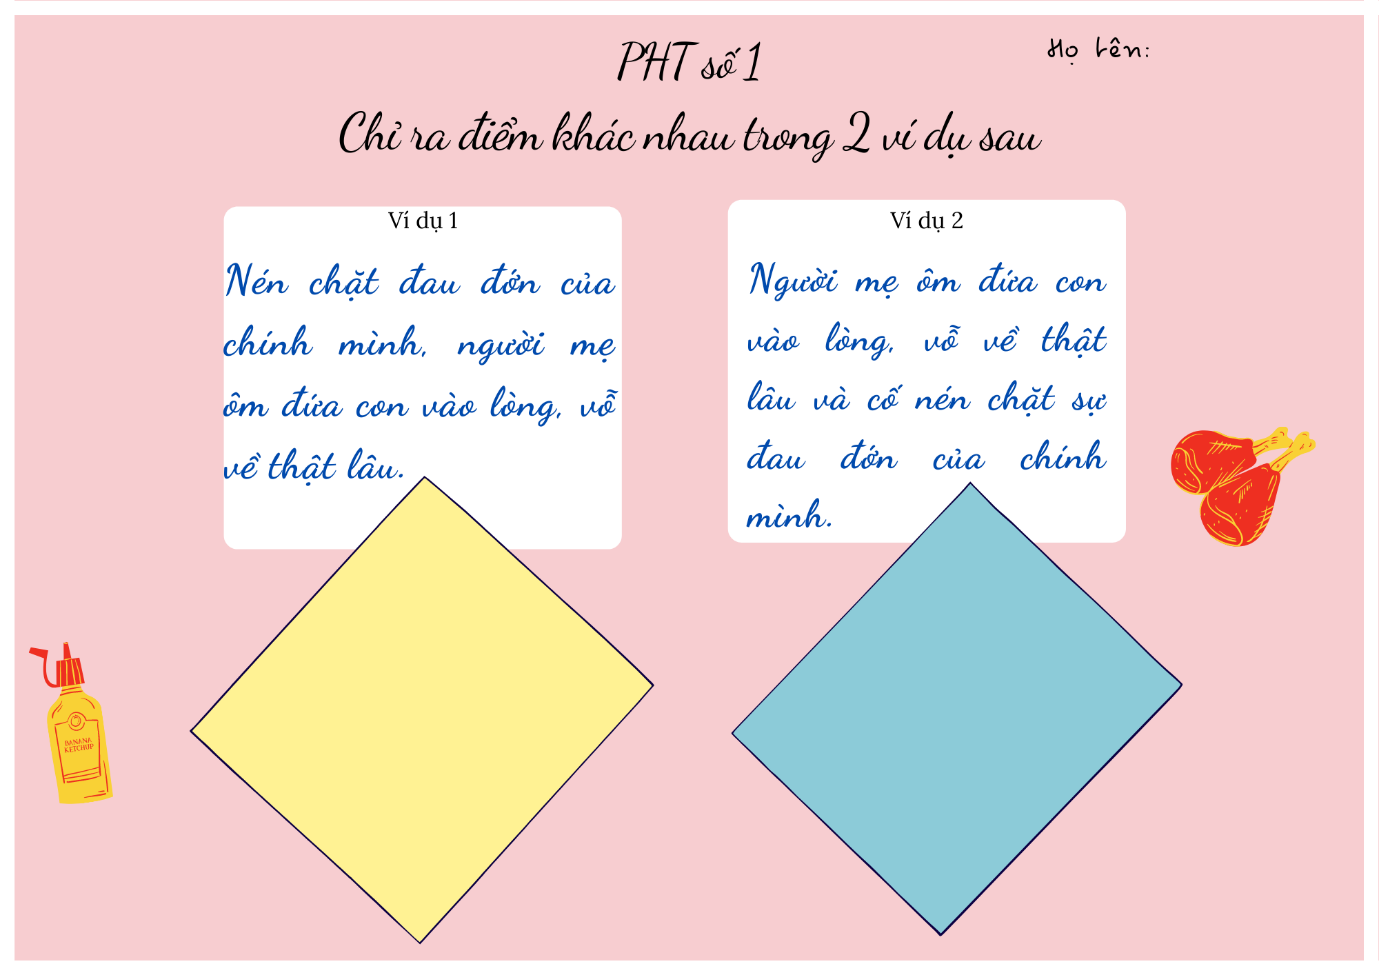 PHT số 1
Họ tên:
Chỉ ra điểm khác nhau trong 2 ví dụ sau
Ví dụ 1
Nén chặt đau đớn của
chính mình, người mẹ
ôm đứa con vào lòng, vỗ
về thật lâu.
Ví dụ 2
Người mẹ ôm đứa con
vào lòng, vỗ về thật
lâu và cố nén chặt sự
đau đớn của chính
mình.
BANANA
KETCHUP